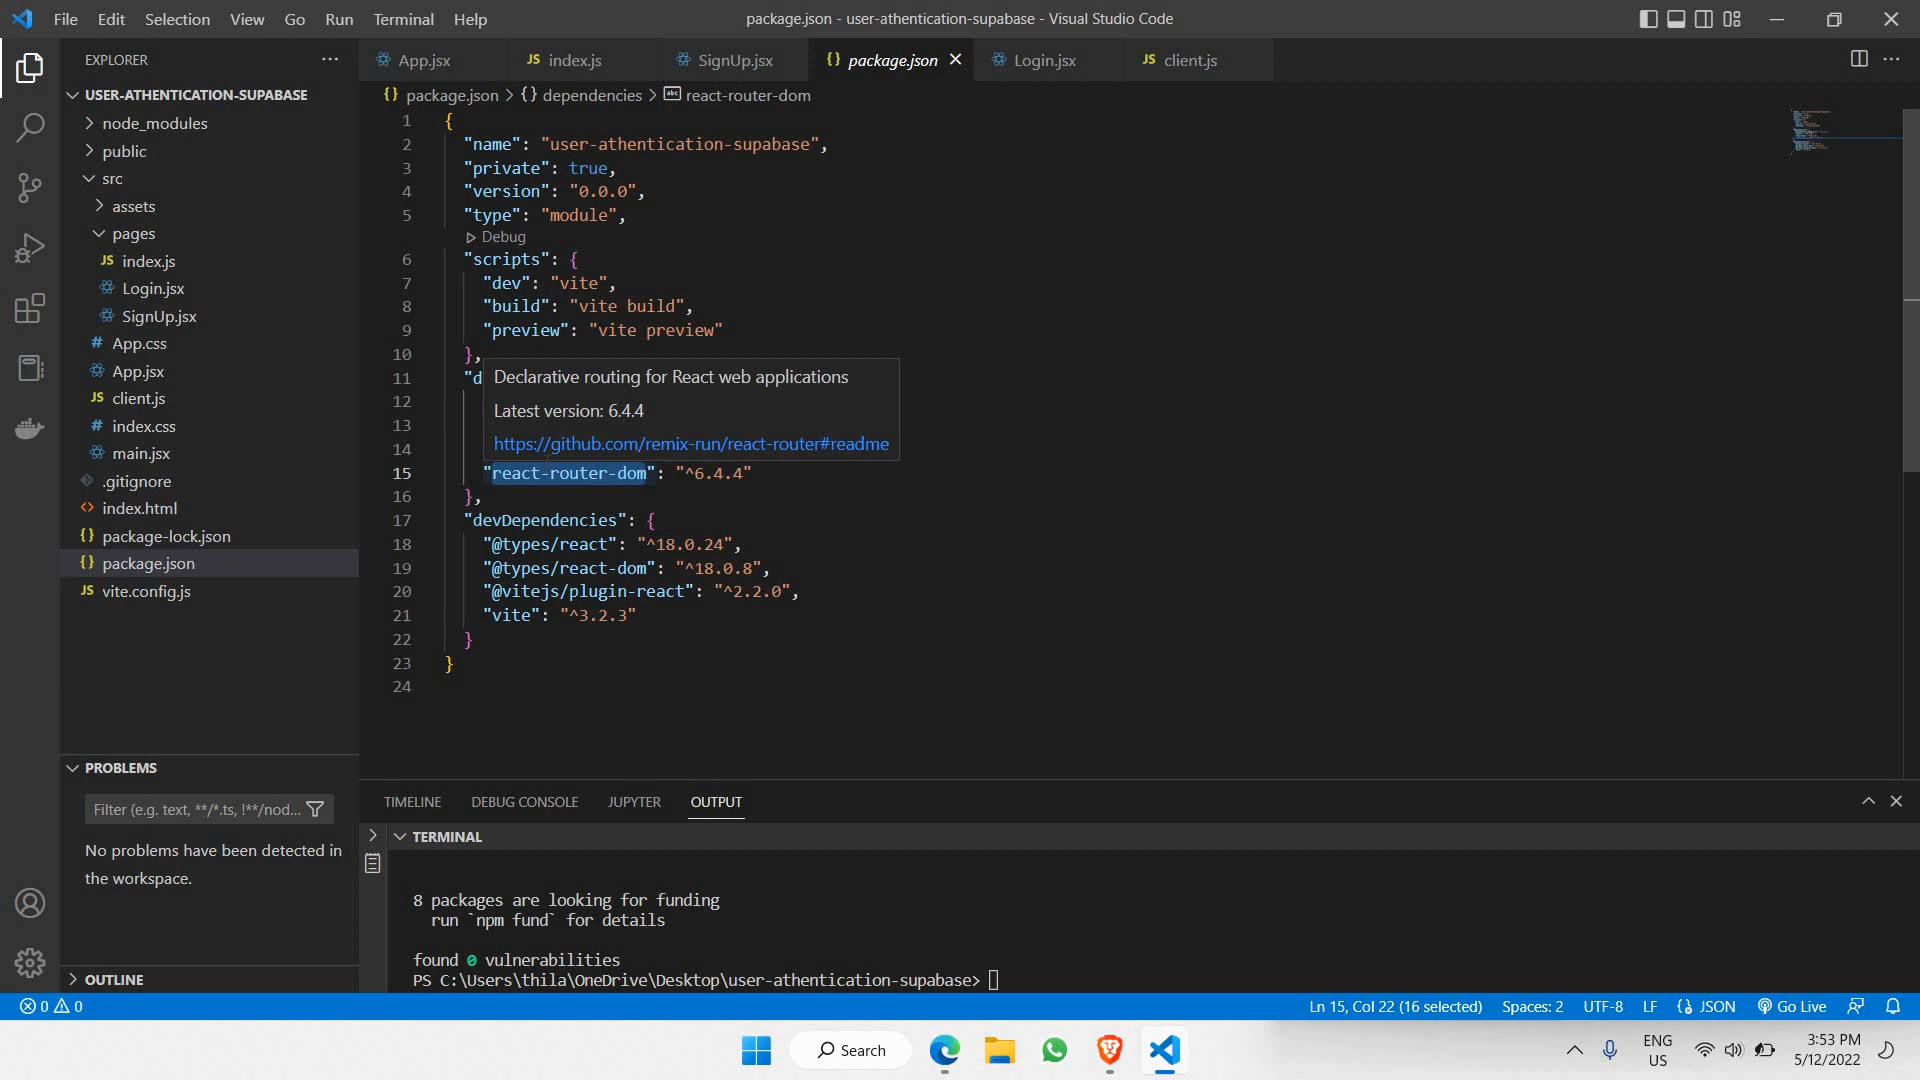 File Edit Selection View Go Run Terminal Help
package.json - user-athentication-supabase - Visual Studio Code
EXPLORER
USER-ATHENTICATION-SUPABASE
node_modules
public
src
assets
pages
JS index.js
Login.jsx
SignUp.jsx
# App.css
App.jsx
JS client.js
# index.css
main.jsx
.gitignore
<> index.html
{} package-lock.json
{} package.json
JS vite.config.js
PROBLEMS
Filter (e.g. text, **/*.ts, !**/nod...
No problems have been detected in
the workspace.
OUTLINE
App.jsx
JS index.js
SignUp.jsx
{} package.json
Login.jsx
JS client.js
{} package.json > {} dependencies > abc react-router-dom
1 {
2 "name": "user-athentication-supabase",
3 "private": true,
4 "version": "0.0.0",
5 "type": "module",
Debug
6 "scripts": {
7 "dev": "vite",
8 "build": "vite build",
9 "preview": "vite preview"
10 },
11 "d
12
13
14
Declarative routing for React web applications
Latest version: 6.4.4
https://github.com/remix-run/react-router#readme
15 "react-router-dom": "^6.4.4"
16 },
17 "devDependencies": {
18 "@types/react": "^18.0.24",
19 "@types/react-dom": "^18.0.8",
20 "@vitejs/plugin-react": "^2.2.0",
21 "vite": "^3.2.3"
22 }
23 }
24
TIMELINE DEBUG CONSOLE JUPYTER OUTPUT
TERMINAL
8 packages are looking for funding
run `npm fund` for details
found 0 vulnerabilities
PS C:\Users\thila\OneDrive\Desktop\user-athentication-supabase>
0 0
Ln 15, Col 22 (16 selected) Spaces: 2 UTF-8 LF {} JSON Go Live
Search
ENG
US
3:53 PM
5/12/2022